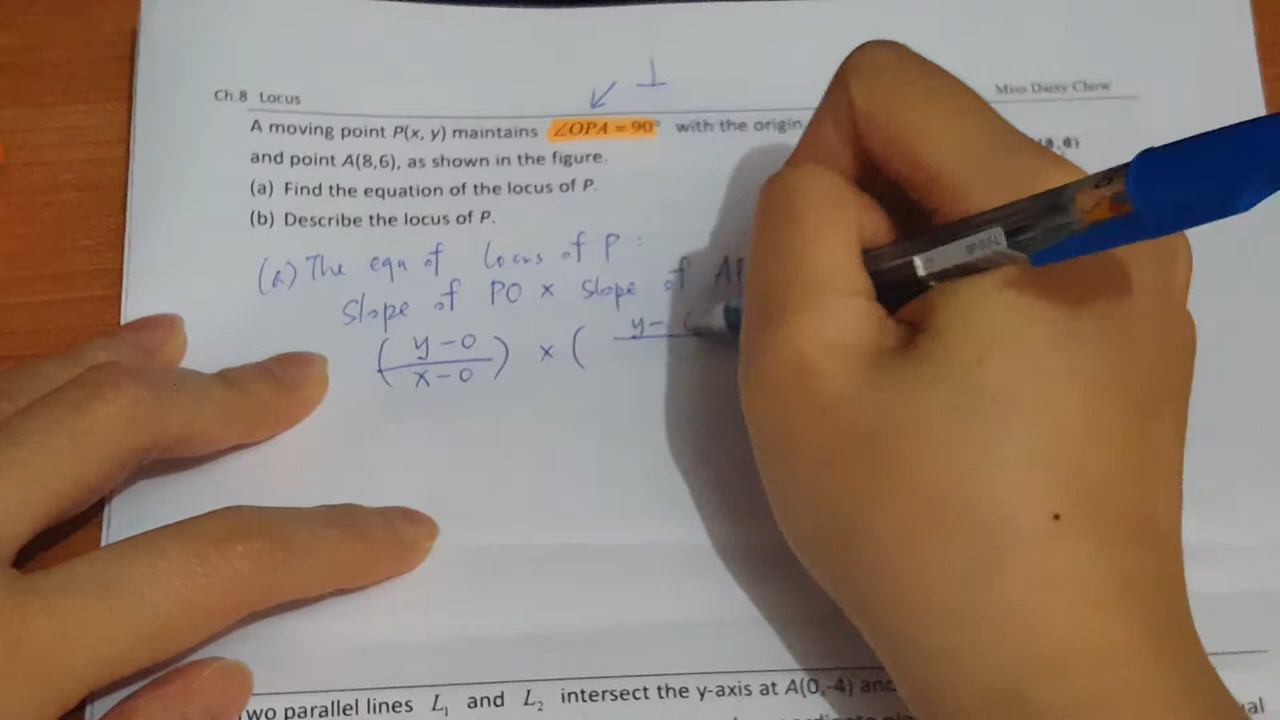 ⊥
↙
Ch.8 Locus Miss Daisy Chow
A moving point P(x, y) maintains ∠OPA = 90° with the origin
and point A(8,6), as shown in the figure.
(a) Find the equation of the locus of P.
(b) Describe the locus of P.
(a) The eqn of locus of P :
Slope of PO × Slope of AP
(y-0 / x-0) × ( y-
wo parallel lines L₁ and L₂ intersect the y-axis at A(0,-4) and